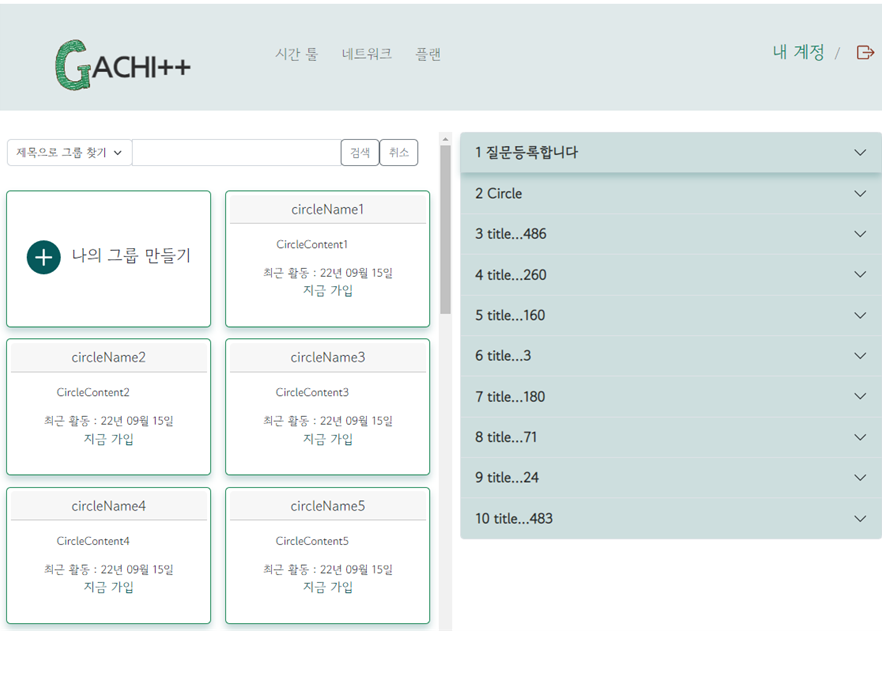 GACHI++
시간 툴 네트워크 플랜
내 계정 /
제목으로 그룹 찾기 검색 취소
나의 그룹 만들기
circleName1
CircleContent1
최근 활동 : 22년 09월 15일
지금 가입
circleName2
CircleContent2
최근 활동 : 22년 09월 15일
지금 가입
circleName3
CircleContent3
최근 활동 : 22년 09월 15일
지금 가입
circleName4
CircleContent4
최근 활동 : 22년 09월 15일
지금 가입
circleName5
CircleContent5
최근 활동 : 22년 09월 15일
지금 가입
1 질문등록합니다
2 Circle
3 title...486
4 title...260
5 title...160
6 title...3
7 title...180
8 title...71
9 title...24
10 title...483